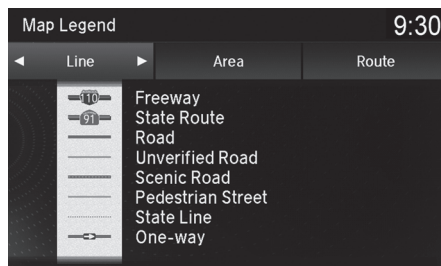 Map Legend 9:30
Line Area Route
110 Freeway
91 State Route
Road
Unverified Road
Scenic Road
Pedestrian Street
State Line
One-way